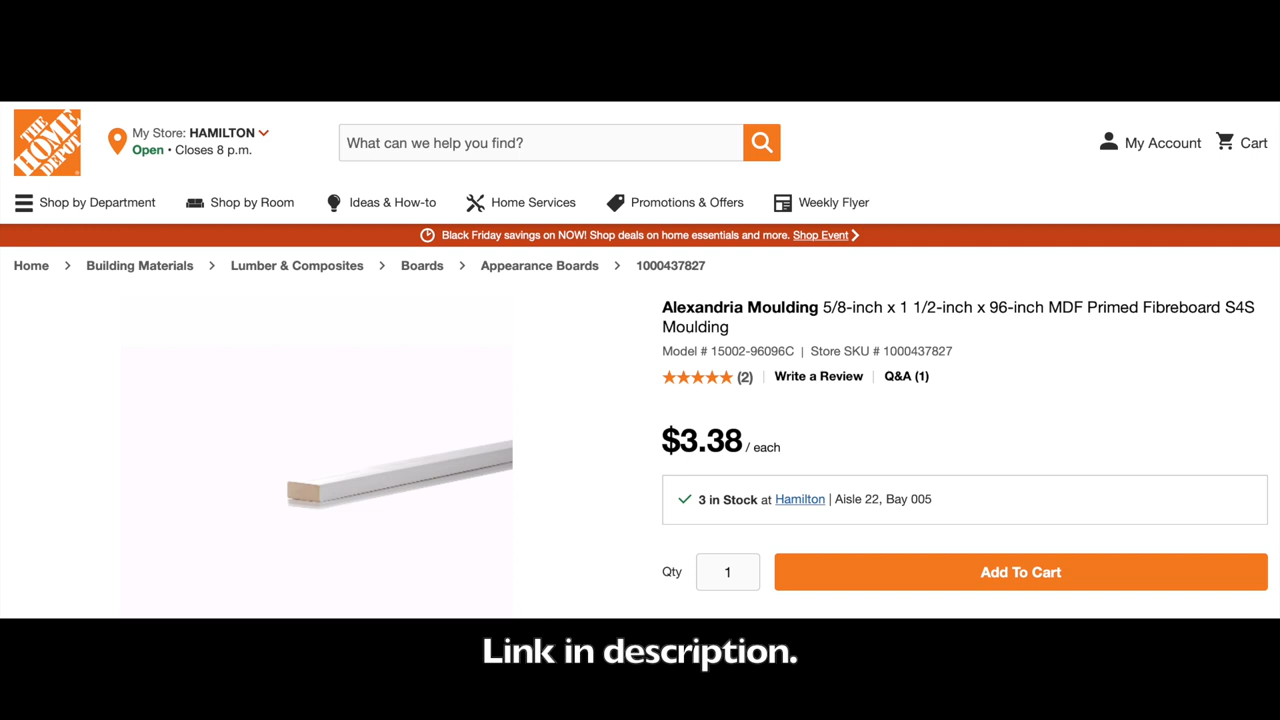 THE HOME DEPOT
My Store: HAMILTON
Open • Closes 8 p.m.
What can we help you find?
My Account
Cart
Shop by Department
Shop by Room
Ideas & How-to
Home Services
Promotions & Offers
Weekly Flyer
Black Friday savings on NOW! Shop deals on home essentials and more. Shop Event
Home > Building Materials > Lumber & Composites > Boards > Appearance Boards > 1000437827
Alexandria Moulding 5/8-inch x 1 1/2-inch x 96-inch MDF Primed Fibreboard S4S
Moulding
Model # 15002-96096C | Store SKU # 1000437827
(2) | Write a Review | Q&A (1)
$3.38 / each
3 in Stock at Hamilton | Aisle 22, Bay 005
Qty 1 Add To Cart
Link in description.